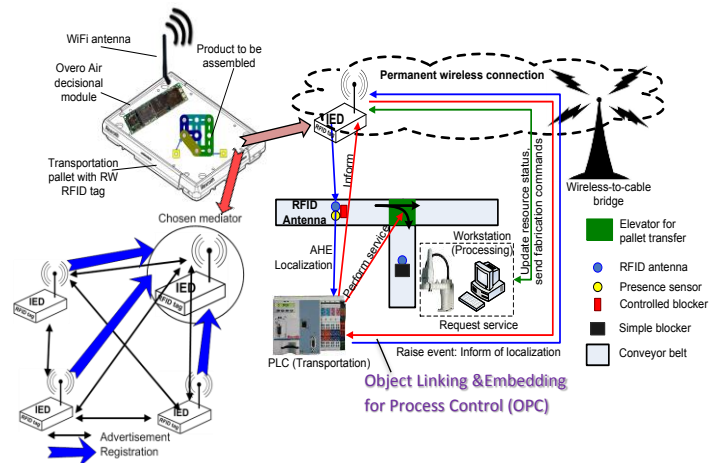 WiFi antenna
Product to be
assembled
Overo Air
decisional
module
Transportation
pallet with RW
RFID tag
Chosen mediator
IED
RFID tag
IED
RFID tag
IED
RFID tag
IED
RFID tag
Advertisement
Registration
Permanent wireless connection
IED
RFID tag
Inform
RFID
Antenna
AHE
Localization
Perform service
Workstation
(Processing)
Request service
Update resource status,
send fabrication commands
PLC (Transportation)
Raise event: Inform of localization
Object Linking &Embedding
for Process Control (OPC)
Wireless-to-cable
bridge
Elevator for
pallet transfer
RFID antenna
Presence sensor
Controlled blocker
Simple blocker
Conveyor belt